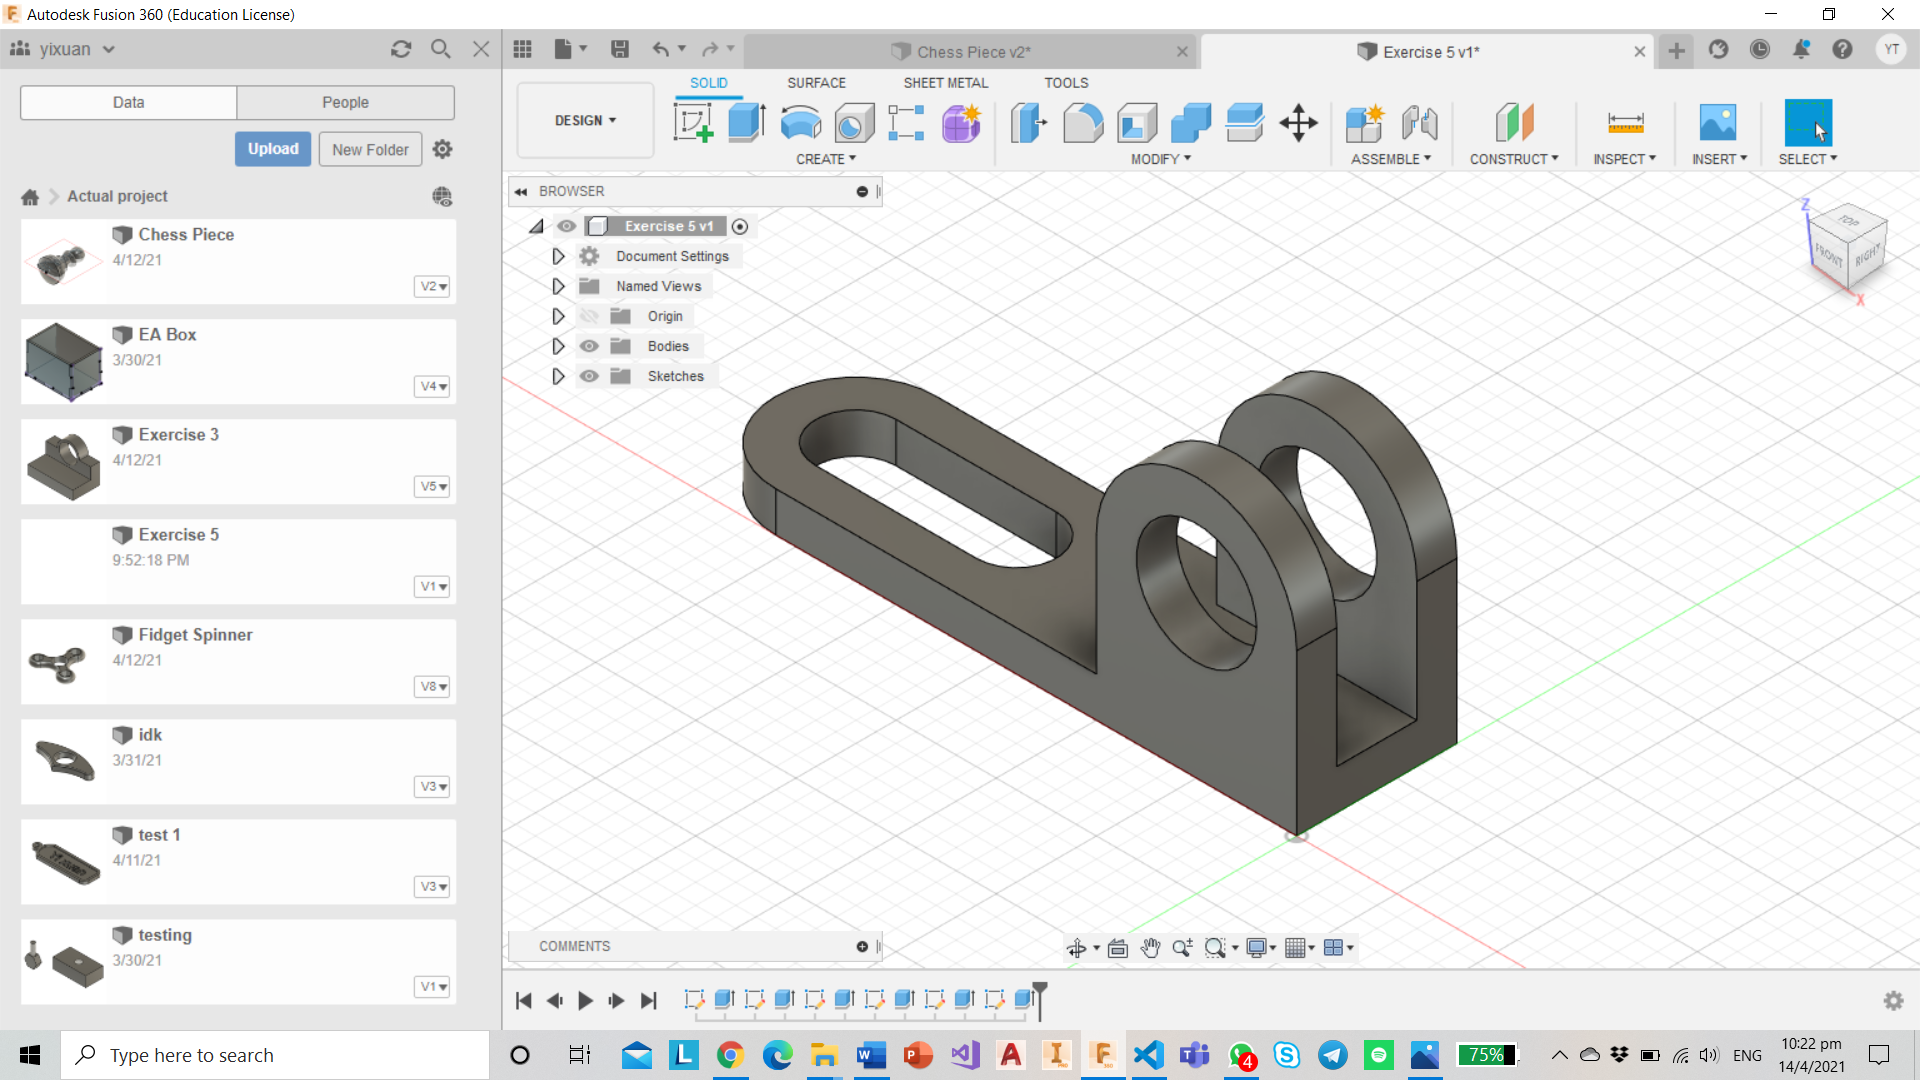 Autodesk Fusion 360 (Education License)
yixuan
Chess Piece v2*
Exercise 5 v1*
YT
Data
People
Upload
New Folder
Actual project
Chess Piece
4/12/21
V2
EA Box
3/30/21
V4
Exercise 3
4/12/21
V5
Exercise 5
9:52:18 PM
V1
Fidget Spinner
4/12/21
V8
idk
3/31/21
V3
test 1
4/11/21
V3
testing
3/30/21
V1
SOLID
SURFACE
SHEET METAL
TOOLS
DESIGN
CREATE
MODIFY
ASSEMBLE
CONSTRUCT
INSPECT
INSERT
SELECT
BROWSER
Exercise 5 v1
Document Settings
Named Views
Origin
Bodies
Sketches
Z
TOP
FRONT
RIGHT
X
COMMENTS
Type here to search
4
75%
ENG
10:22 pm
14/4/2021